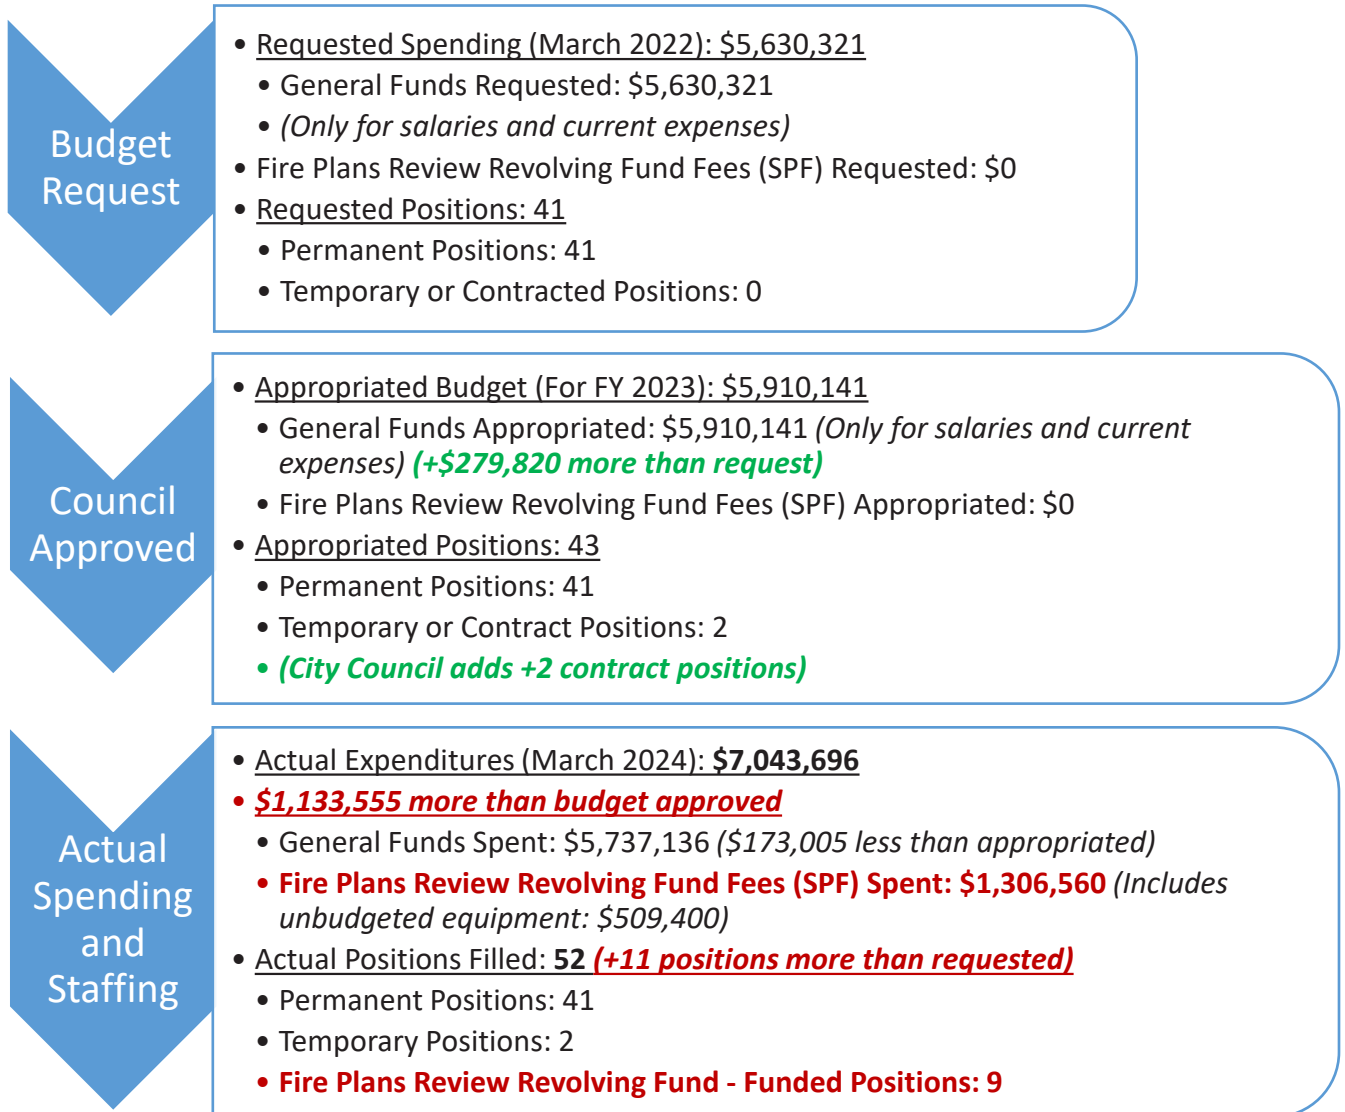 Budget
Request
• Requested Spending (March 2022): $5,630,321
• General Funds Requested: $5,630,321
• (Only for salaries and current expenses)
• Fire Plans Review Revolving Fund Fees (SPF) Requested: $0
• Requested Positions: 41
• Permanent Positions: 41
• Temporary or Contracted Positions: 0
Council
Approved
• Appropriated Budget (For FY 2023): $5,910,141
• General Funds Appropriated: $5,910,141 (Only for salaries and current
expenses) (+$279,820 more than request)
• Fire Plans Review Revolving Fund Fees (SPF) Appropriated: $0
• Appropriated Positions: 43
• Permanent Positions: 41
• Temporary or Contract Positions: 2
• (City Council adds +2 contract positions)
Actual
Spending
and
Staffing
• Actual Expenditures (March 2024): $7,043,696
• $1,133,555 more than budget approved
• General Funds Spent: $5,737,136 ($173,005 less than appropriated)
• Fire Plans Review Revolving Fund Fees (SPF) Spent: $1,306,560 (Includes
unbudgeted equipment: $509,400)
• Actual Positions Filled: 52 (+11 positions more than requested)
• Permanent Positions: 41
• Temporary Positions: 2
• Fire Plans Review Revolving Fund - Funded Positions: 9